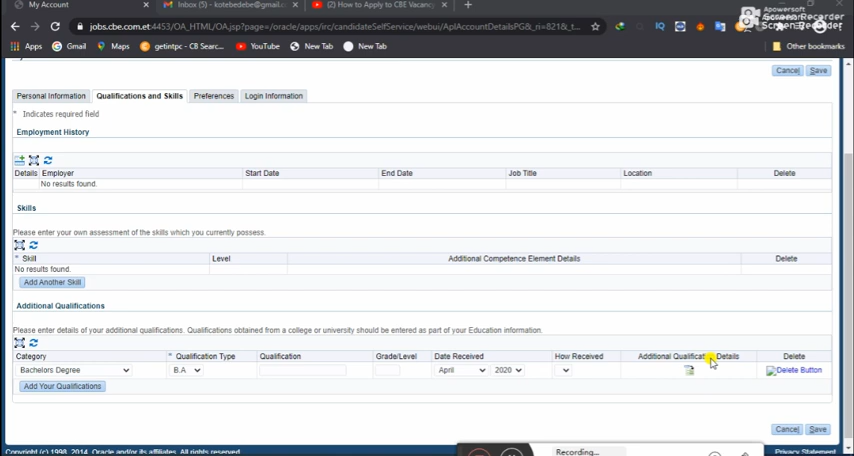 My Account
Inbox (5) - kotebedebe@gmail.c
(2) How to Apply to CBE Vacancy
Apowersoft
Screen Recorder
jobs.cbe.com.et:4453/OA_HTML/OA.jsp?page=/oracle/apps/irc/candidateSelfService/webui/AplAccountDetailsPG&_ri=821&_t...
Apps
Gmail
Maps
getintpc - CB Searc...
YouTube
New Tab
New Tab
Other bookmarks
Cancel
Save
Personal Information
Qualifications and Skills
Preferences
Login Information
* Indicates required field
Employment History
Details Employer Start Date End Date Job Title Location Delete
No results found.
Skills
Please enter your own assessment of the skills which you currently possess.
* Skill Level Additional Competence Element Details Delete
No results found.
Add Another Skill
Additional Qualifications
Please enter details of your additional qualifications. Qualifications obtained from a college or university should be entered as part of your Education information.
Category * Qualification Type Qualification Grade/Level Date Received How Received Additional Details Delete
Bachelors Degree B.A April 2020 Delete Button
Add Your Qualifications
Cancel
Save
Copyright (c) 1998, 2014, Oracle and/or its affiliates. All rights reserved.
Recording...
Privacy Statement